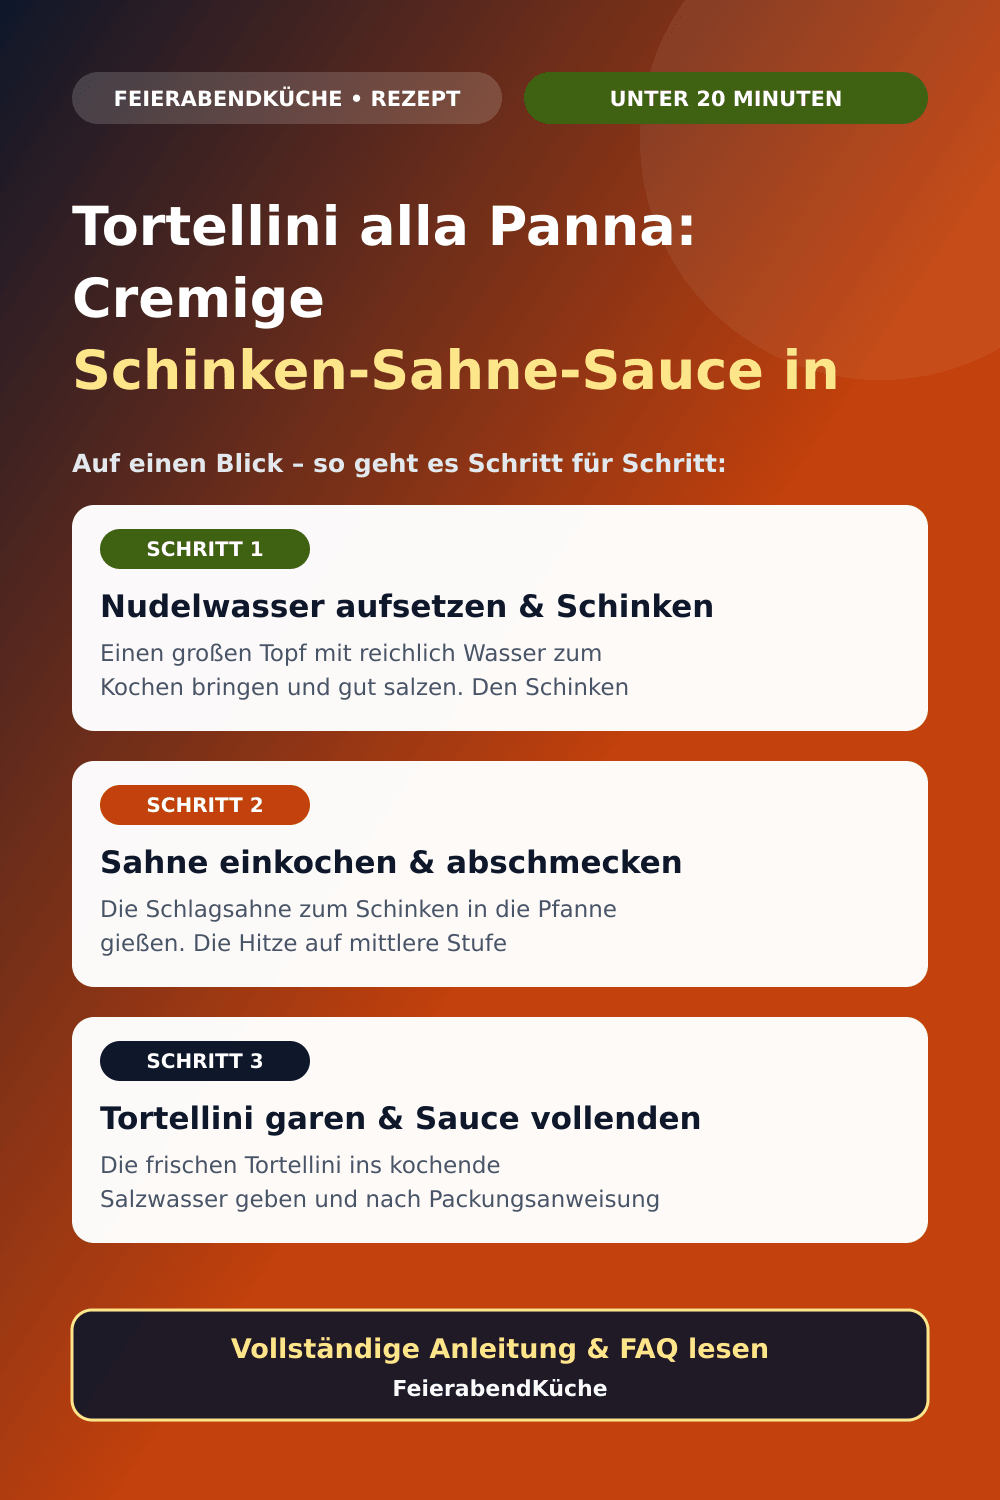 FEIERABENDKÜCHE • REZEPT
UNTER 20 MINUTEN
Tortellini alla Panna:
Cremige
Schinken-Sahne-Sauce in
Auf einen Blick – so geht es Schritt für Schritt:
SCHRITT 1
Nudelwasser aufsetzen & Schinken
Einen großen Topf mit reichlich Wasser zum
Kochen bringen und gut salzen. Den Schinken
SCHRITT 2
Sahne einkochen & abschmecken
Die Schlagsahne zum Schinken in die Pfanne
gießen. Die Hitze auf mittlere Stufe
SCHRITT 3
Tortellini garen & Sauce vollenden
Die frischen Tortellini ins kochende
Salzwasser geben und nach Packungsanweisung
Vollständige Anleitung & FAQ lesen
FeierabendKüche